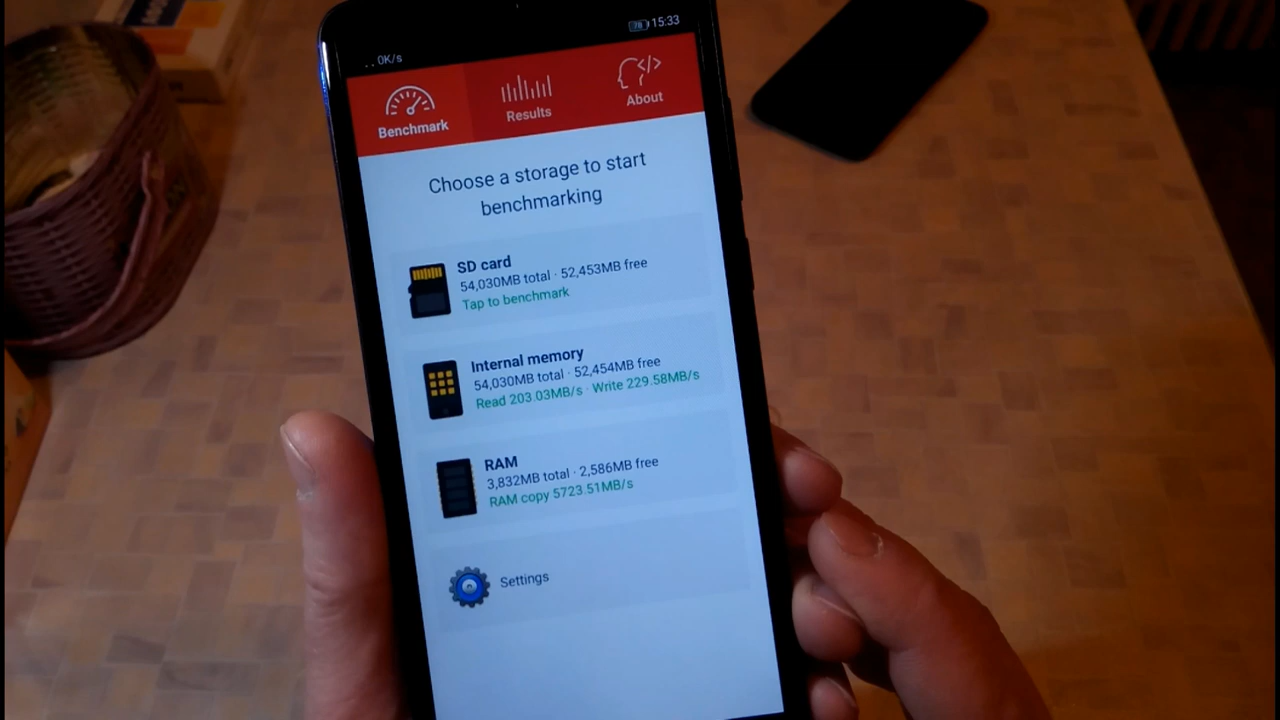 78 15:33
0K/s
Benchmark
Results
About
Choose a storage to start
benchmarking
SD card
54,030MB total · 52,453MB free
Tap to benchmark
Internal memory
54,030MB total · 52,454MB free
Read 203.03MB/s · Write 229.58MB/s
RAM
3,832MB total · 2,586MB free
RAM copy 5723.51MB/s
Settings